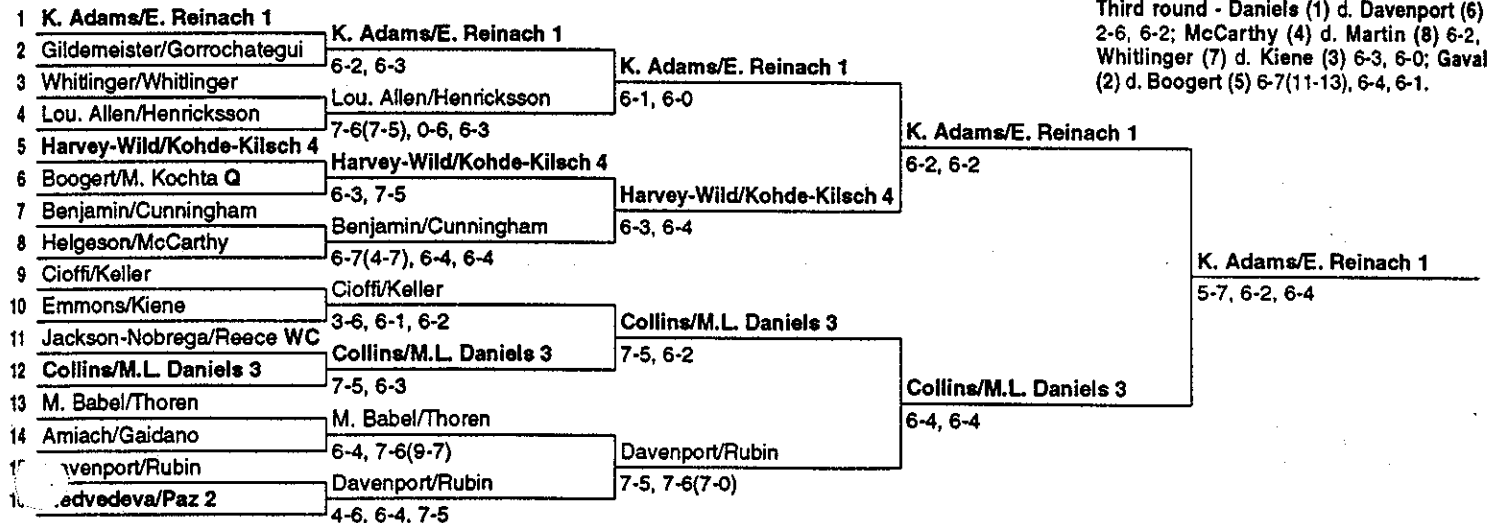 1 K. Adams/E. Reinach 1
2 Gildemeister/Gorrochategui
3 Whitlinger/Whitlinger
4 Lou. Allen/Henricksson
5 Harvey-Wild/Kohde-Kilsch 4
6 Boogert/M. Kochta Q
7 Benjamin/Cunningham
8 Helgeson/McCarthy
9 Cioffi/Keller
10 Emmons/Kiene
11 Jackson-Nobrega/Reece WC
12 Collins/M.L. Daniels 3
13 M. Babel/Thoren
14 Amiach/Gaidano
venport/Rubin
edvedeva/Paz 2
K. Adams/E. Reinach 1
6-2, 6-3
Lou. Allen/Henricksson
7-6(7-5), 0-6, 6-3
Harvey-Wild/Kohde-Kilsch 4
6-3, 7-5
Benjamin/Cunningham
6-7(4-7), 6-4, 6-4
Cioffi/Keller
3-6, 6-1, 6-2
Collins/M.L. Daniels 3
7-5, 6-3
M. Babel/Thoren
6-4, 7-6(9-7)
Davenport/Rubin
4-6, 6-4, 7-5
K. Adams/E. Reinach 1
6-1, 6-0
Harvey-Wild/Kohde-Kilsch 4
6-3, 6-4
Collins/M.L. Daniels 3
7-5, 6-2
Davenport/Rubin
7-5, 7-6(7-0)
K. Adams/E. Reinach 1
6-2, 6-2
Collins/M.L. Daniels 3
6-4, 6-4
K. Adams/E. Reinach 1
5-7, 6-2, 6-4
Third round - Daniels (1) d. Davenport (6)
2-6, 6-2; McCarthy (4) d. Martin (8) 6-2,
Whitlinger (7) d. Kiene (3) 6-3, 6-0; Gaval
(2) d. Boogert (5) 6-7(11-13), 6-4, 6-1.